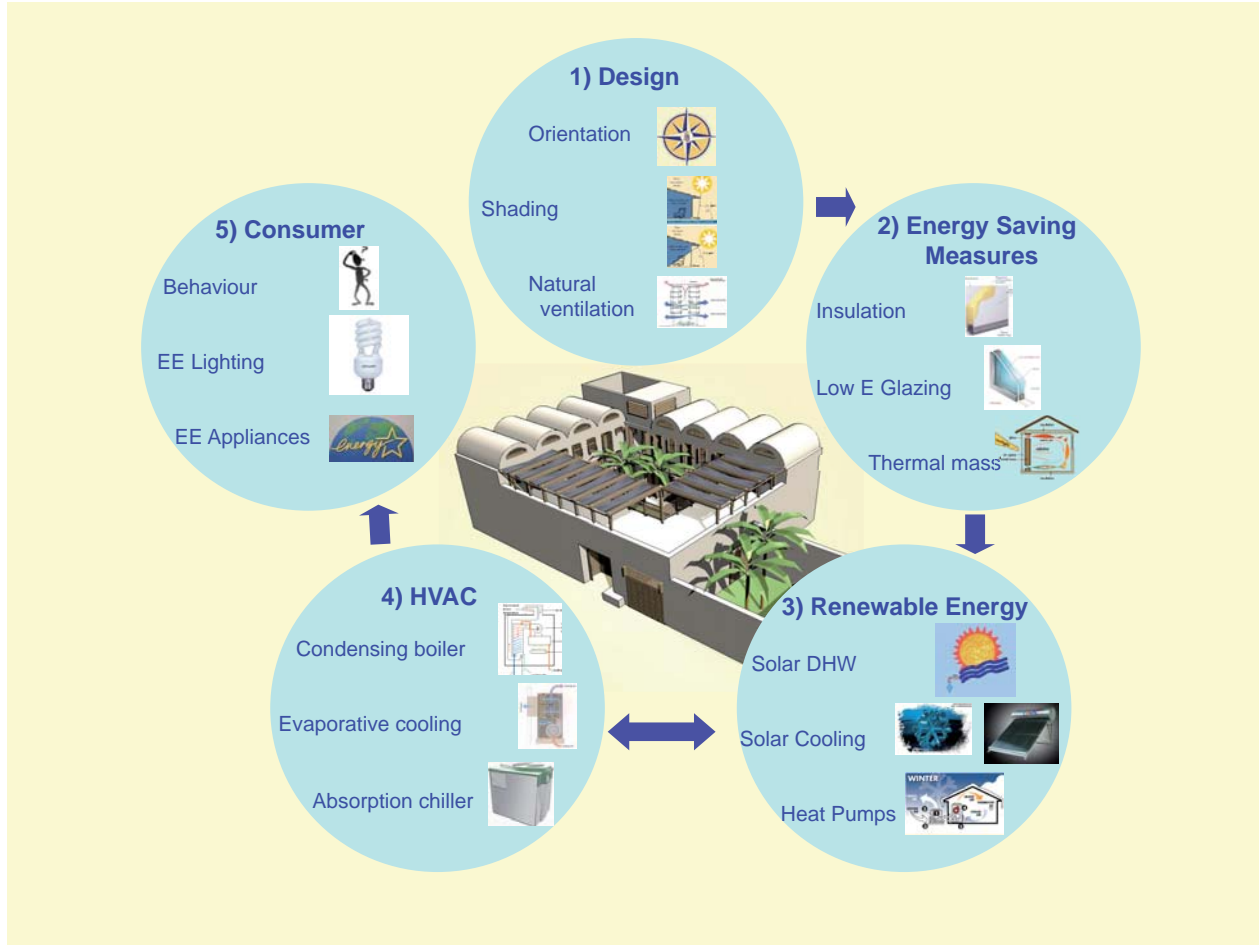 1) Design
Orientation
Shading
Natural
ventilation
2) Energy Saving
Measures
Insulation
Low E Glazing
Thermal mass
3) Renewable Energy
Solar DHW
Solar Cooling
Heat Pumps
WINTER
4) HVAC
Condensing boiler
Evaporative cooling
Absorption chiller
5) Consumer
Behaviour
EE Lighting
EE Appliances
energy